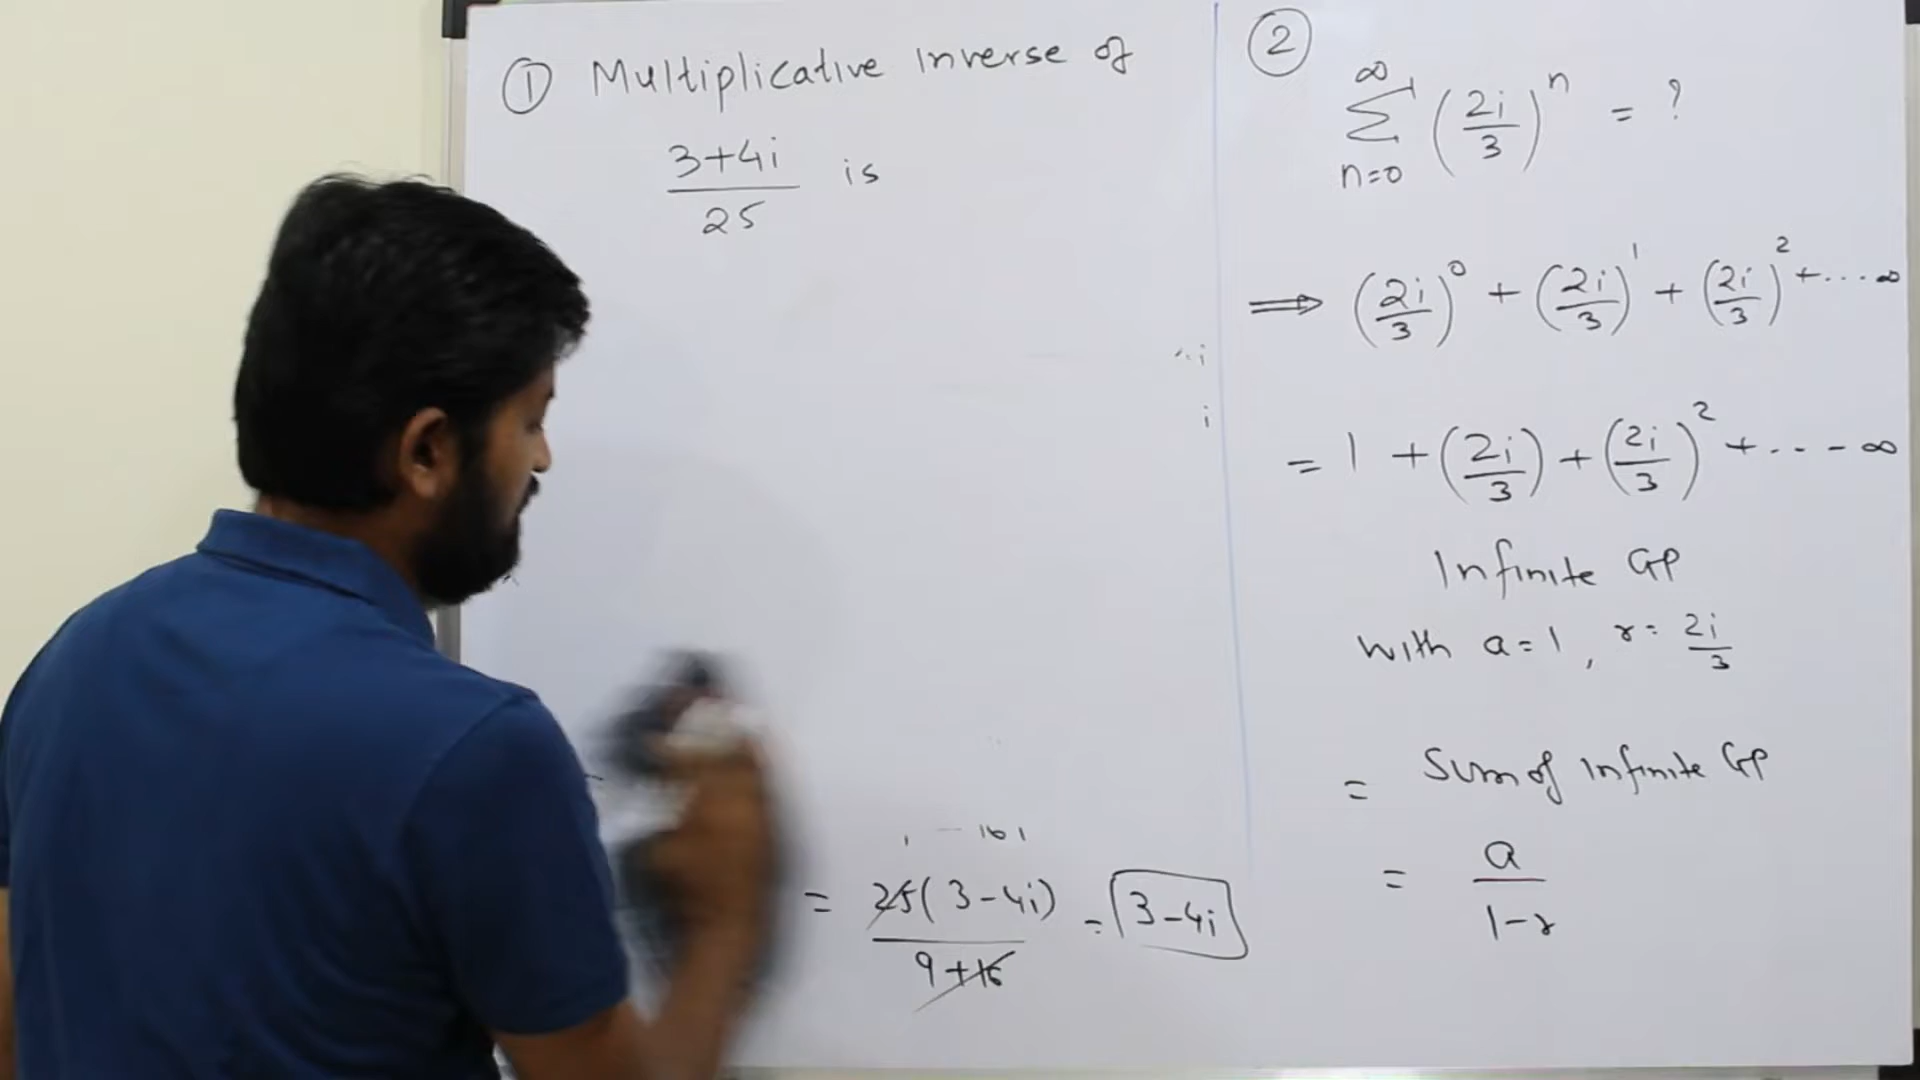 ① Multiplicative Inverse of
3+4i
is
25
= 25(3-4i) = 3-4i
9+16
②
∞
∑ (2i/3)^n = ?
n=0
⟹ (2i/3)^0 + (2i/3)^1 + (2i/3)^2 + .... ∞
= 1 + (2i/3) + (2i/3)^2 + .... ∞
Infinite GP
with a=1, r= 2i/3
= Sum of infinite GP
= a
1-r